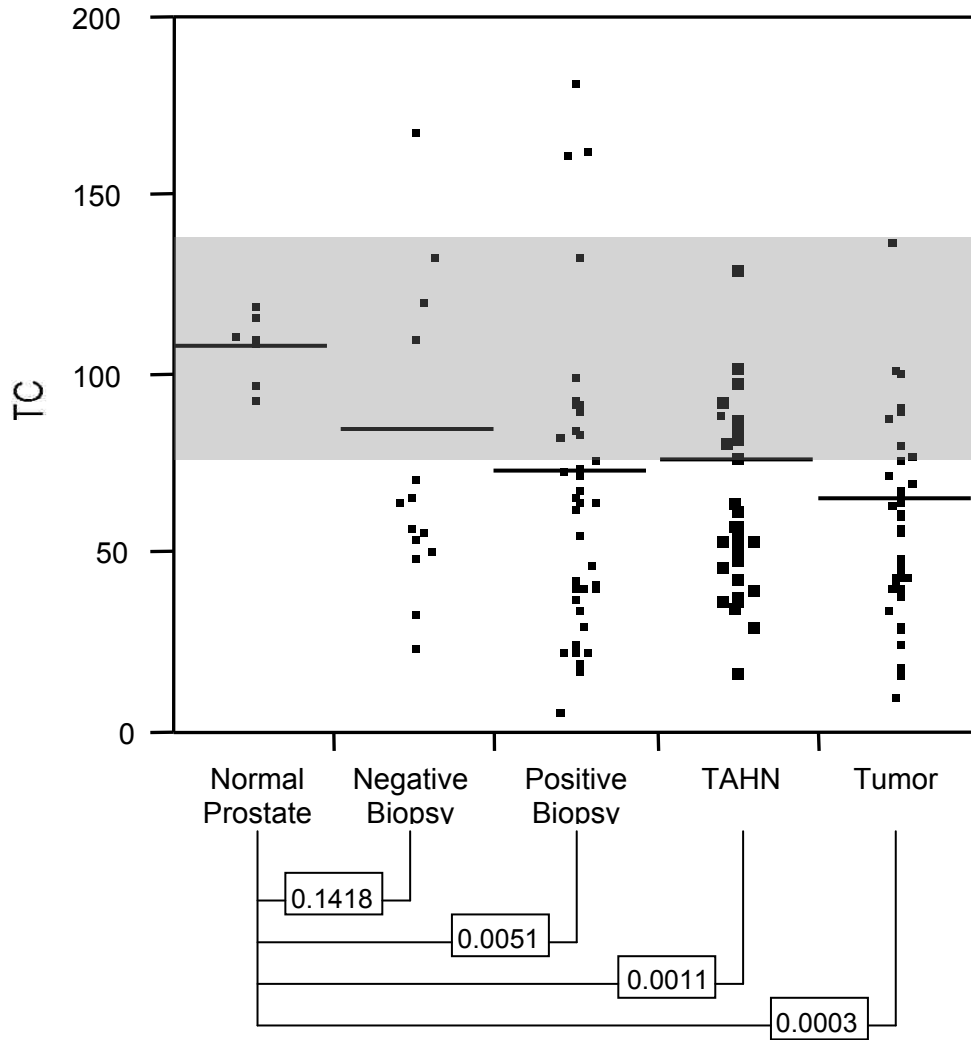 200
150
100
50
0
TC
Normal Prostate
Negative Biopsy
Positive Biopsy
TAHN
Tumor
0.1418
0.0051
0.0011
0.0003